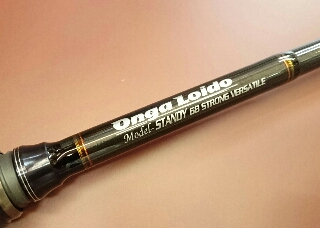 Onga Loido
Model-STANDY 68 STRONG VERSATILE